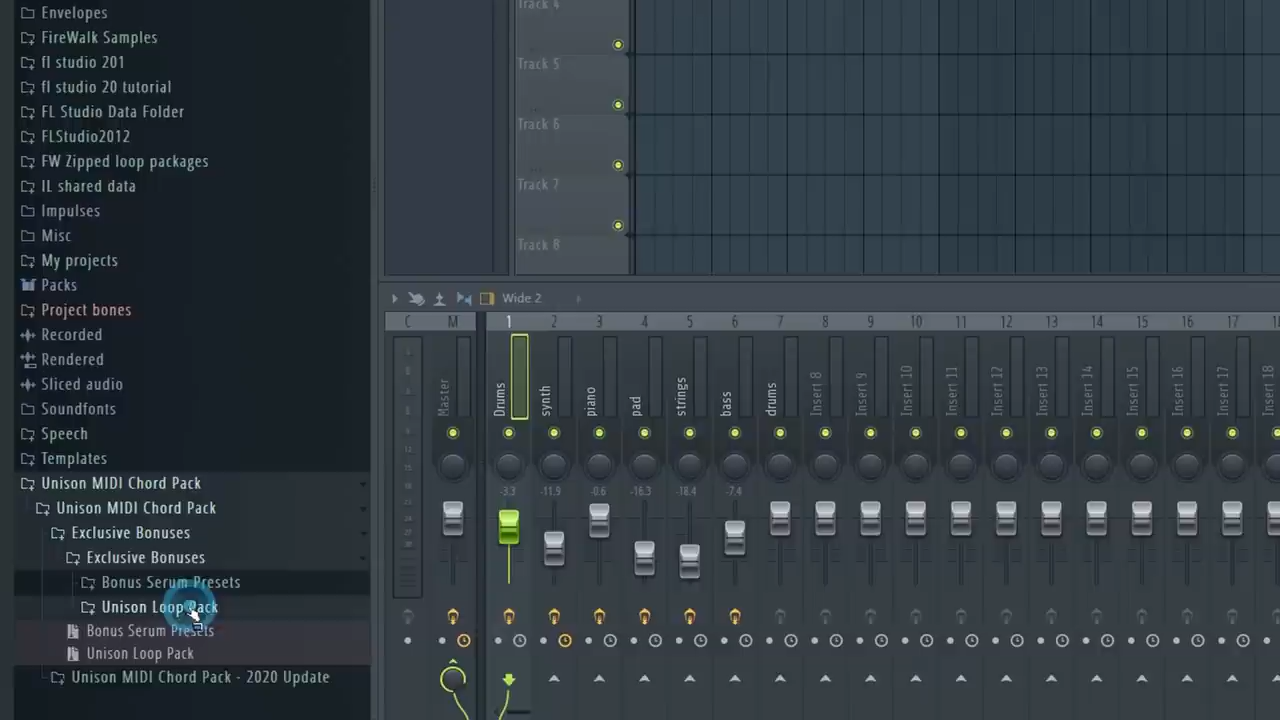 Envelopes
FireWalk Samples
fl studio 201
fl studio 20 tutorial
FL Studio Data Folder
FLStudio2012
FW Zipped loop packages
IL shared data
Impulses
Misc
My projects
Packs
Project bones
Recorded
Rendered
Sliced audio
Soundfonts
Speech
Templates
Unison MIDI Chord Pack
Unison MIDI Chord Pack
Exclusive Bonuses
Exclusive Bonuses
Bonus Serum Presets
Unison Loop Pack
Bonus Serum Presets
Unison Loop Pack
Unison MIDI Chord Pack - 2020 Update
Track 4
Track 5
Track 6
Track 7
Track 8
Wide 2
C M 1 2 3 4 5 6 7 8 9 10 11 12 13 14 15 16 17
Master Drums synth piano pad strings bass drums Insert 8 Insert 9 Insert 10 Insert 11 Insert 12 Insert 13 Insert 14 Insert 15 Insert 16 Insert 17 Insert 18
-3.3 -11.9 -0.6 -16.3 -18.4 -7.4